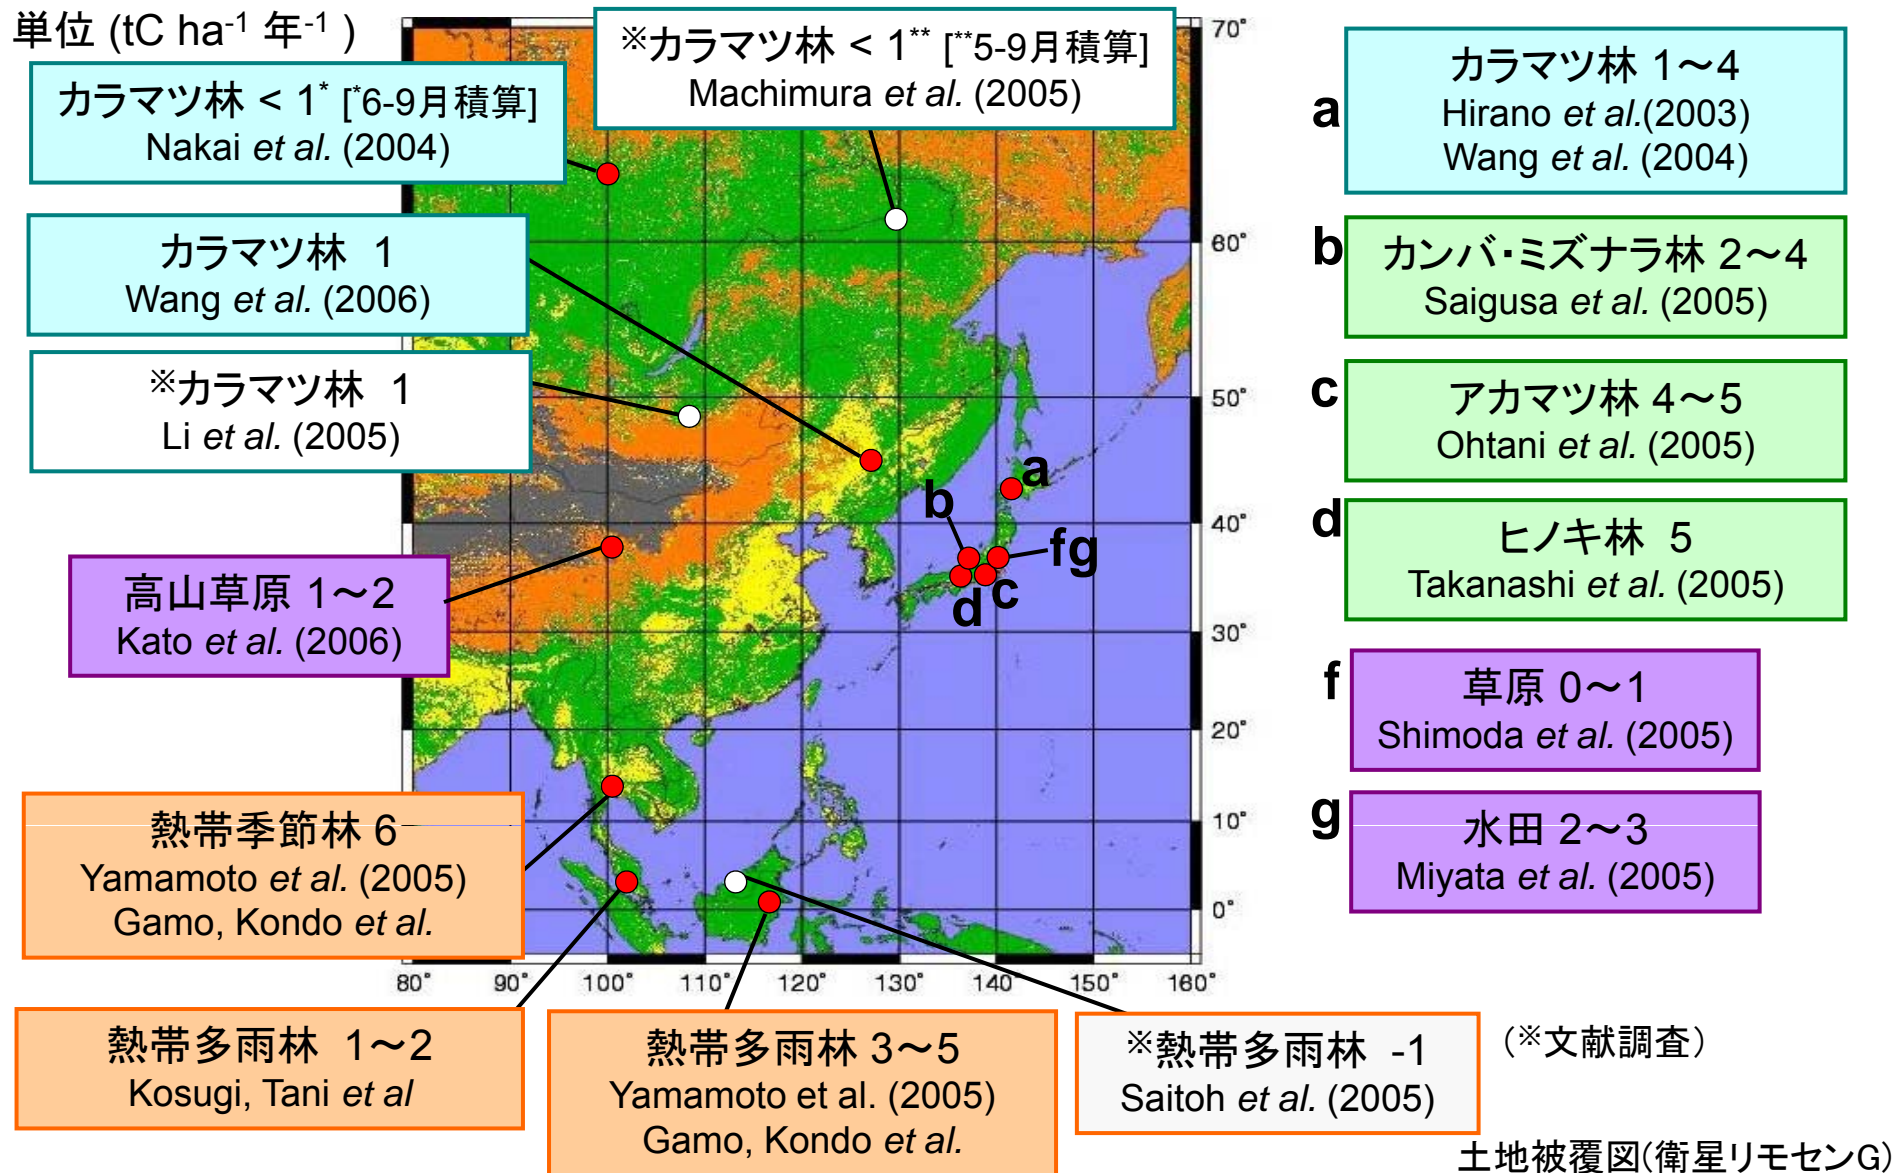 単位 (tC ha-1 年-1 )
カラマツ林 < 1* [*6-9月積算]
Nakai et al. (2004)
※カラマツ林 < 1** [**5-9月積算]
Machimura et al. (2005)
カラマツ林 1
Wang et al. (2006)
※カラマツ林 1
Li et al. (2005)
高山草原 1～2
Kato et al. (2006)
熱帯季節林 6
Yamamoto et al. (2005)
Gamo, Kondo et al.
熱帯多雨林 1～2
Kosugi, Tani et al
熱帯多雨林 3～5
Yamamoto et al. (2005)
Gamo, Kondo et al.
※熱帯多雨林 -1
Saitoh et al. (2005)
(※文献調査)
土地被覆図(衛星リモセンG)
a
カラマツ林 1～4
Hirano et al.(2003)
Wang et al. (2004)
b
カンバ・ミズナラ林 2～4
Saigusa et al. (2005)
c
アカマツ林 4～5
Ohtani et al. (2005)
d
ヒノキ林 5
Takanashi et al. (2005)
f
草原 0～1
Shimoda et al. (2005)
g
水田 2～3
Miyata et al. (2005)
a
b
fg
d
c
70°
60°
50°
40°
30°
20°
10°
0°
80° 90° 100° 110° 120° 130° 140° 150° 160°